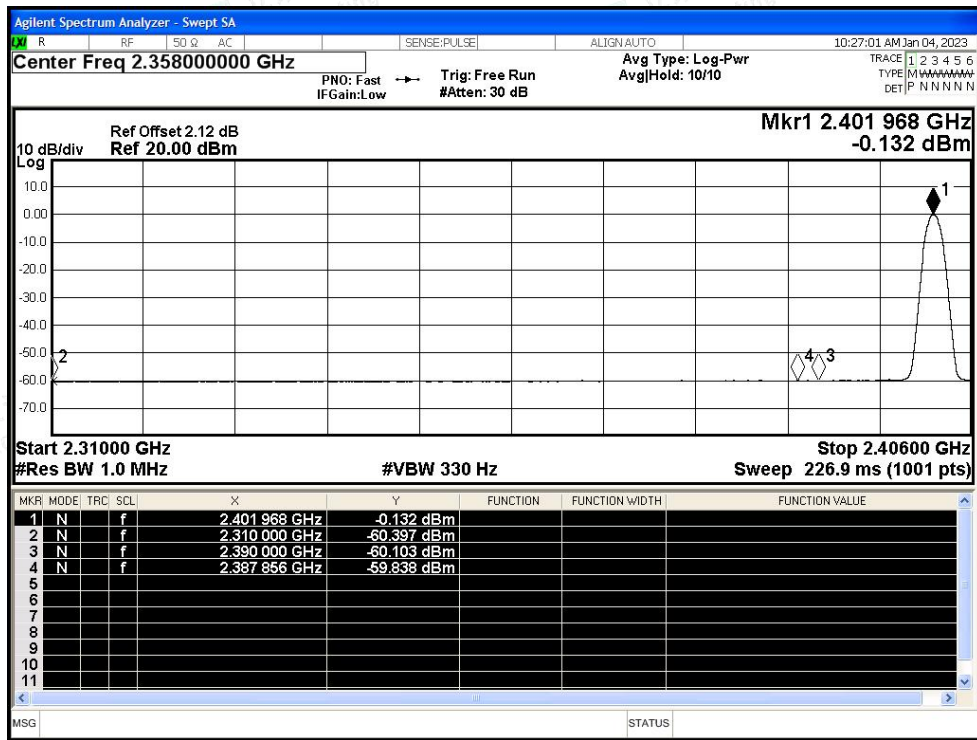 Agilent Spectrum Analyzer - Swept SA
LXI R RF 50 Ω AC SENSE:PULSE ALIGN AUTO 10:27:01 AM Jan 04, 2023
Center Freq 2.358000000 GHz
PNO: Fast Trig: Free Run Avg Type: Log-Pwr TRACE 1 2 3 4 5 6
IFGain:Low #Atten: 30 dB Avg|Hold: 10/10 TYPE M
DET P N N N N N
Ref Offset 2.12 dB
10 dB/div Ref 20.00 dBm
Log
Mkr1 2.401 968 GHz
-0.132 dBm
10.0
0.00
-10.0
-20.0
-30.0
-40.0
-50.0
-60.0
-70.0
1
2
4 3
Start 2.31000 GHz Stop 2.40600 GHz
#Res BW 1.0 MHz #VBW 330 Hz Sweep 226.9 ms (1001 pts)
MKR MODE TRC SCL X Y FUNCTION FUNCTION WIDTH FUNCTION VALUE
1 N f 2.401 968 GHz -0.132 dBm
2 N f 2.310 000 GHz -60.397 dBm
3 N f 2.390 000 GHz -60.103 dBm
4 N f 2.387 856 GHz -59.838 dBm
5
6
7
8
9
10
11
MSG STATUS